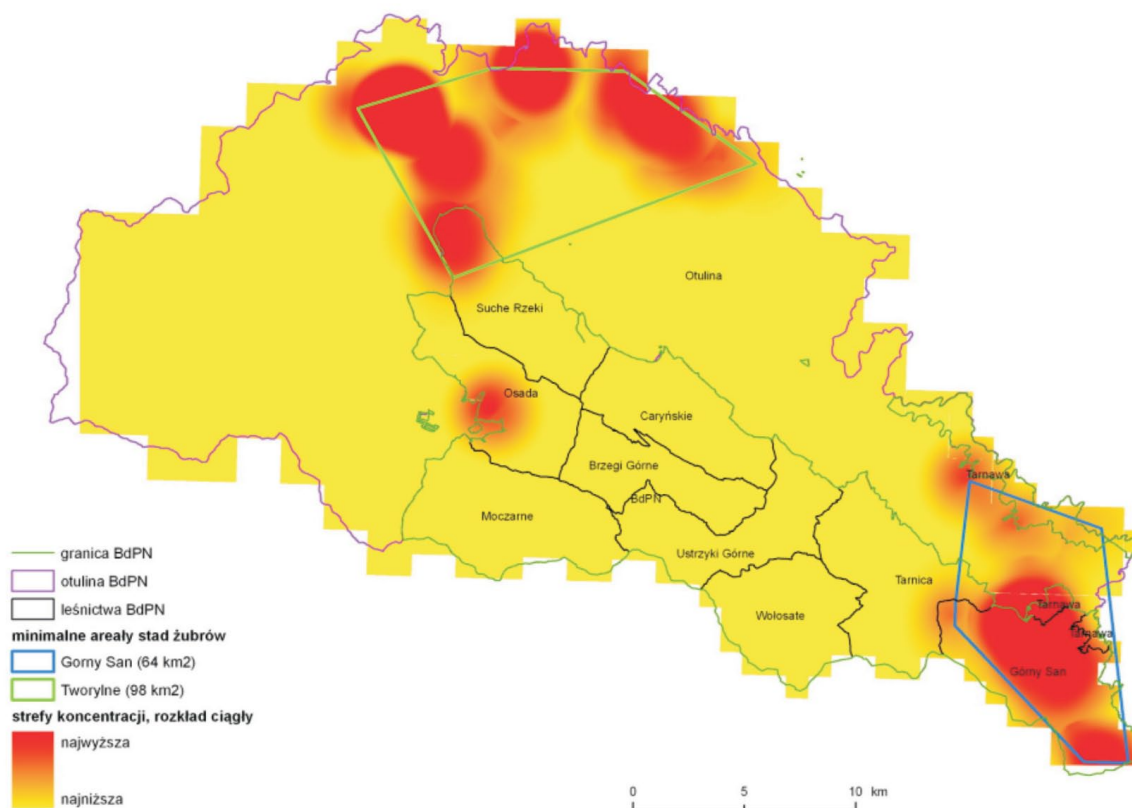 Otulina
Suche Rzeki
Osada
Caryńskie
Brzegi Górne
Tarnawa
BdPN
Moczarne
Ustrzyki Górne
Tarnica
Tarnawa
Tarnawa
Wołosate
Górny San
granica BdPN
otulina BdPN
leśnictwa BdPN
minimalne areały stad żubrów
Gorny San (64 km2)
Tworylne (98 km2)
strefy koncentracji, rozkład ciągły
najwyższa
najniższa
0 5 10 km